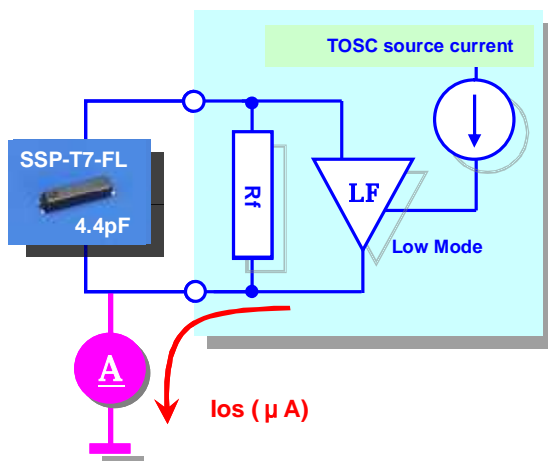 TOSC source current
SSP-T7-FL
4.4pF
Rf
LF
Low Mode
A
Ios ( μ A)